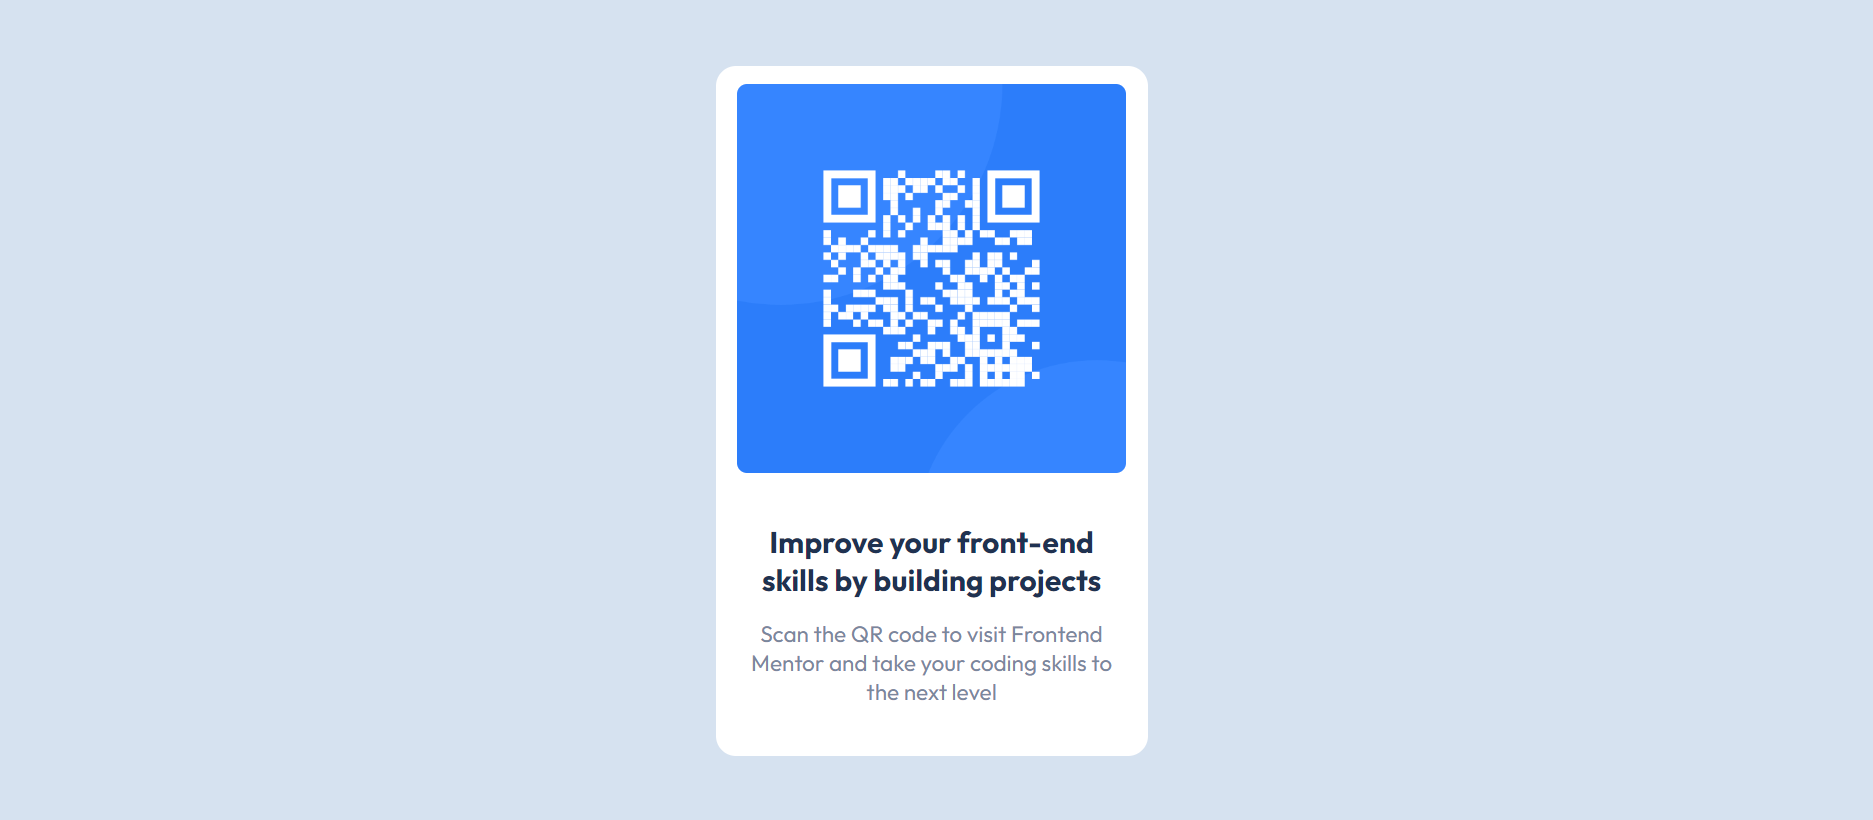 Improve your front-end
skills by building projects
Scan the QR code to visit Frontend
Mentor and take your coding skills to
the next level